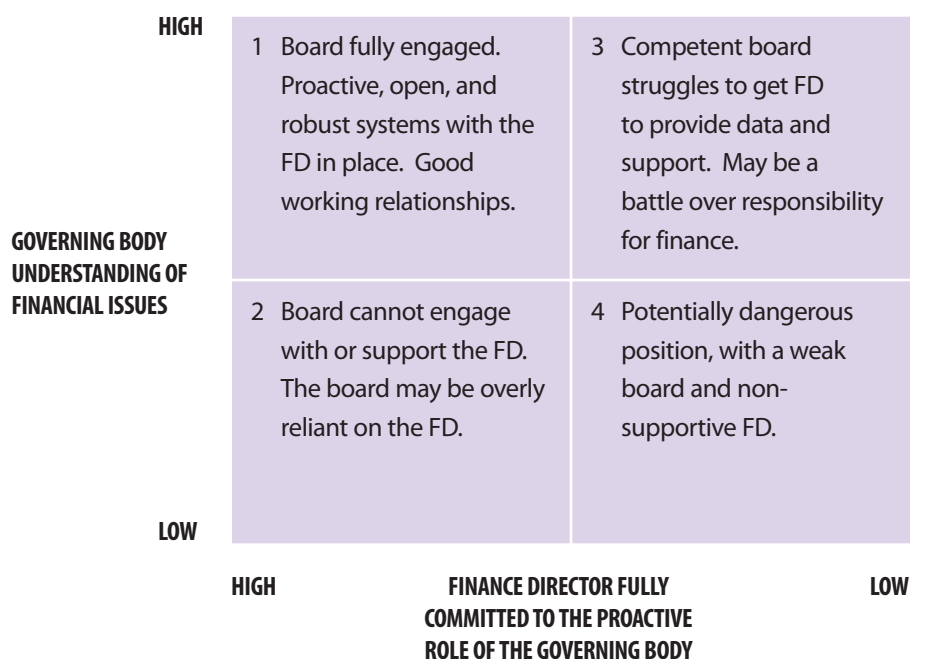 HIGH
1 Board fully engaged.
Proactive, open, and
robust systems with the
FD in place. Good
working relationships.
3 Competent board
struggles to get FD
to provide data and
support. May be a
battle over responsibility
for finance.
GOVERNING BODY
UNDERSTANDING OF
FINANCIAL ISSUES
2 Board cannot engage
with or support the FD.
The board may be overly
reliant on the FD.
4 Potentially dangerous
position, with a weak
board and non-
supportive FD.
LOW
HIGH
FINANCE DIRECTOR FULLY
COMMITTED TO THE PROACTIVE
ROLE OF THE GOVERNING BODY
LOW